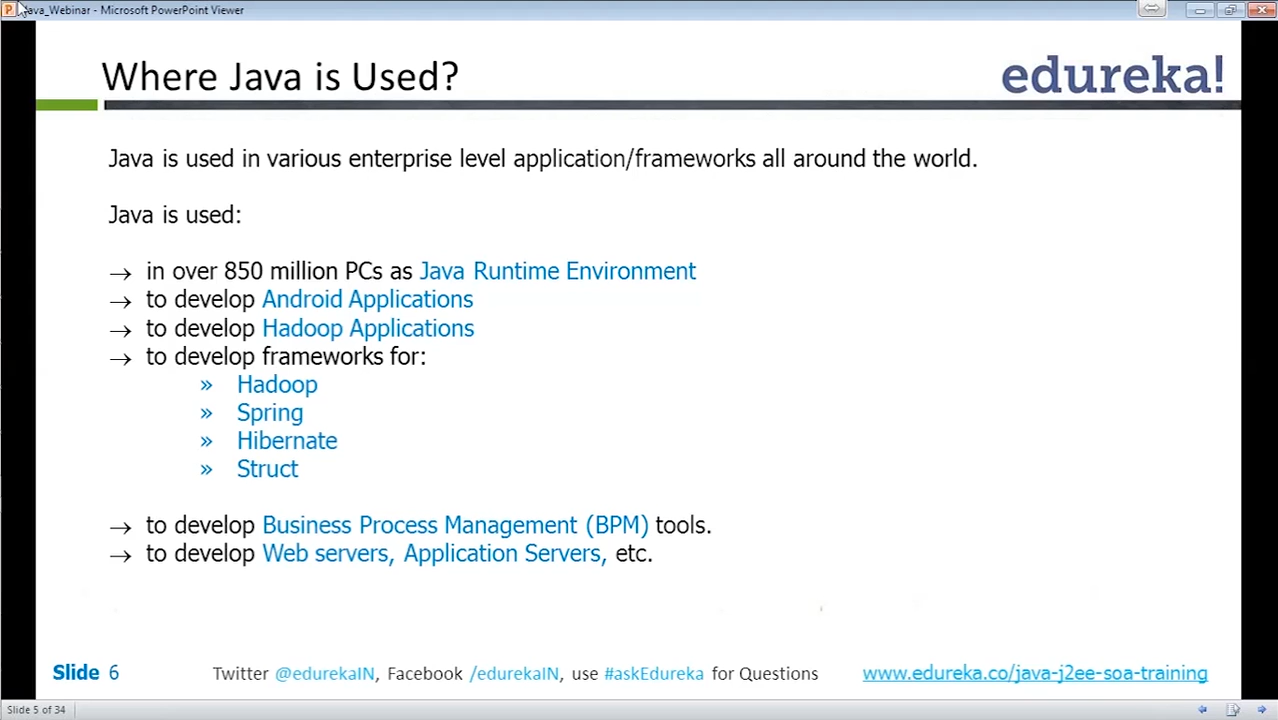 Java_Webinar - Microsoft PowerPoint Viewer
Where Java is Used?
edureka!
Java is used in various enterprise level application/frameworks all around the world.
Java is used:
→ in over 850 million PCs as Java Runtime Environment
→ to develop Android Applications
→ to develop Hadoop Applications
→ to develop frameworks for:
» Hadoop
» Spring
» Hibernate
» Struct
→ to develop Business Process Management (BPM) tools.
→ to develop Web servers, Application Servers, etc.
Slide 6
Twitter @edurekaIN, Facebook /edurekaIN, use #askEdureka for Questions
www.edureka.co/java-j2ee-soa-training
Slide 5 of 34